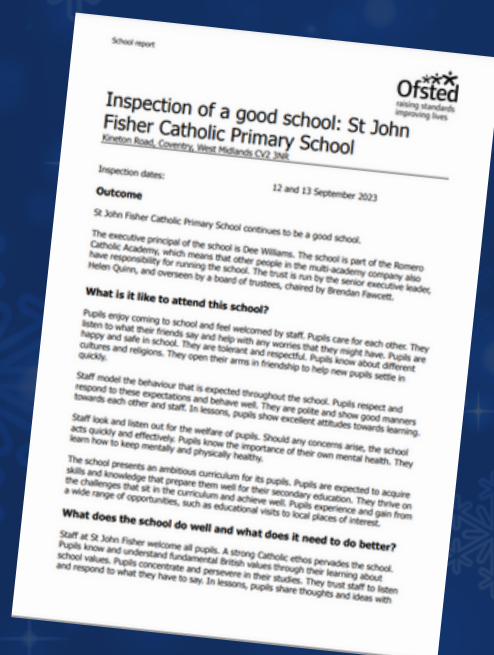 School report
Ofsted
raising standards
improving lives
Inspection of a good school: St John
Fisher Catholic Primary School
Kineton Road, Coventry, West Midlands CV2 3NR
Inspection dates: 12 and 13 September 2023
Outcome
St John Fisher Catholic Primary School continues to be a good school.
The executive principal of the school is Dee Williams. The school is part of the Romero
Catholic Academy, which means that other people in the multi-academy company also
have responsibility for running the school. The trust is run by the senior executive leader,
Helen Quinn, and overseen by a board of trustees, chaired by Brendan Fawcett.
What is it like to attend this school?
Pupils enjoy coming to school and feel welcomed by staff. Pupils care for each other. They
listen to what their friends say and help with any worries that they might have. Pupils are
happy and safe in school. They are tolerant and respectful. Pupils know about different
cultures and religions. They open their arms in friendship to help new pupils settle in
quickly.
Staff model the behaviour that is expected throughout the school. Pupils respect and
respond to these expectations and behave well. They are polite and show good manners
towards each other and staff. In lessons, pupils show excellent attitudes towards learning.
Staff look and listen out for the welfare of pupils. Should any concerns arise, the school
acts quickly and effectively. Pupils know the importance of their own mental health. They
learn how to keep mentally and physically healthy.
The school presents an ambitious curriculum for its pupils. Pupils are expected to acquire
skills and knowledge that prepare them well for their secondary education. They thrive on
the challenges that sit in the curriculum and achieve well. Pupils experience and gain from
a wide range of opportunities, such as educational visits to local places of interest.
What does the school do well and what does it need to do better?
Staff at St John Fisher welcome all pupils. A strong Catholic ethos pervades the school.
Pupils know and understand fundamental British values through their learning about
school values. Pupils concentrate and persevere in their studies. They trust staff to listen
and respond to what they have to say. In lessons, pupils share thoughts and ideas with